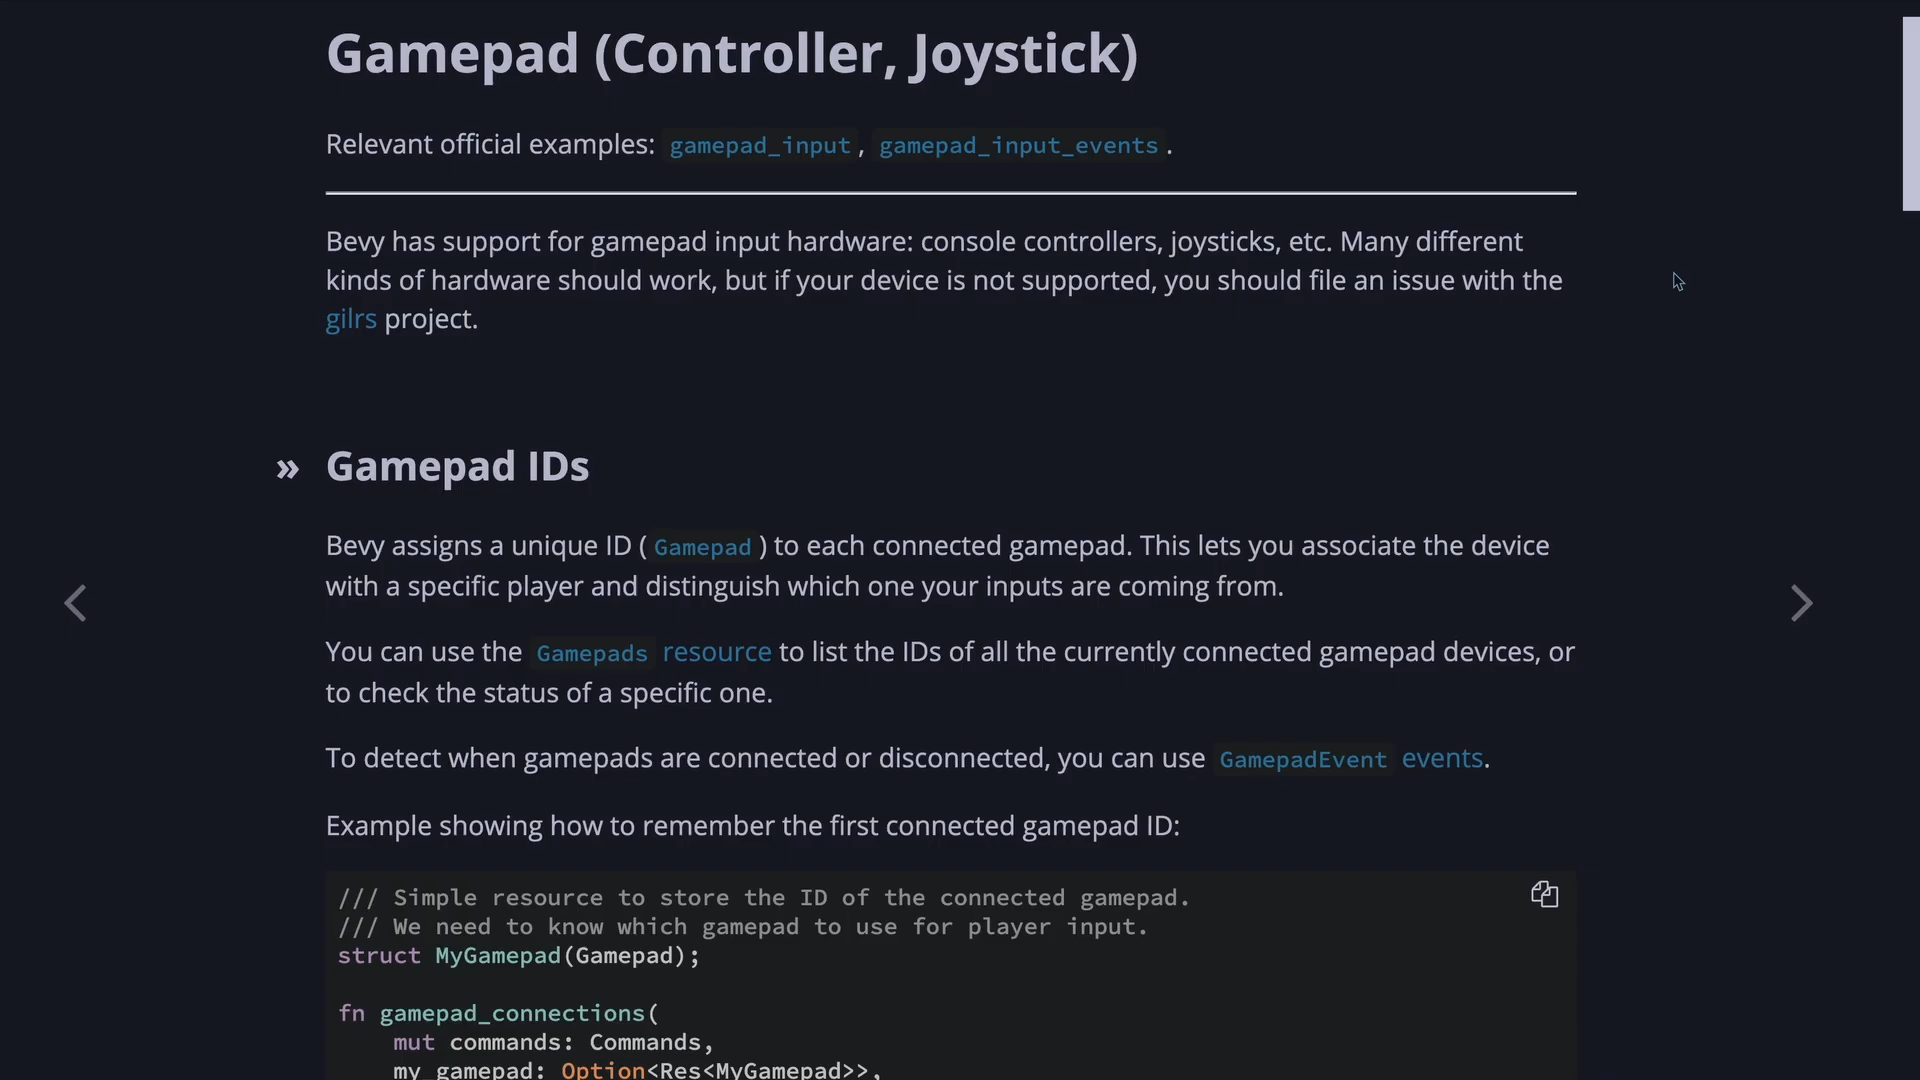 Gamepad (Controller, Joystick)
Relevant official examples: gamepad_input, gamepad_input_events.
Bevy has support for gamepad input hardware: console controllers, joysticks, etc. Many different
kinds of hardware should work, but if your device is not supported, you should file an issue with the
gilrs project.
» Gamepad IDs
Bevy assigns a unique ID (Gamepad) to each connected gamepad. This lets you associate the device
with a specific player and distinguish which one your inputs are coming from.
You can use the Gamepads resource to list the IDs of all the currently connected gamepad devices, or
to check the status of a specific one.
To detect when gamepads are connected or disconnected, you can use GamepadEvent events.
Example showing how to remember the first connected gamepad ID:
/// Simple resource to store the ID of the connected gamepad.
/// We need to know which gamepad to use for player input.
struct MyGamepad(Gamepad);
fn gamepad_connections(
mut commands: Commands,
my_gamepad: Option<Res<MyGamepad>>,